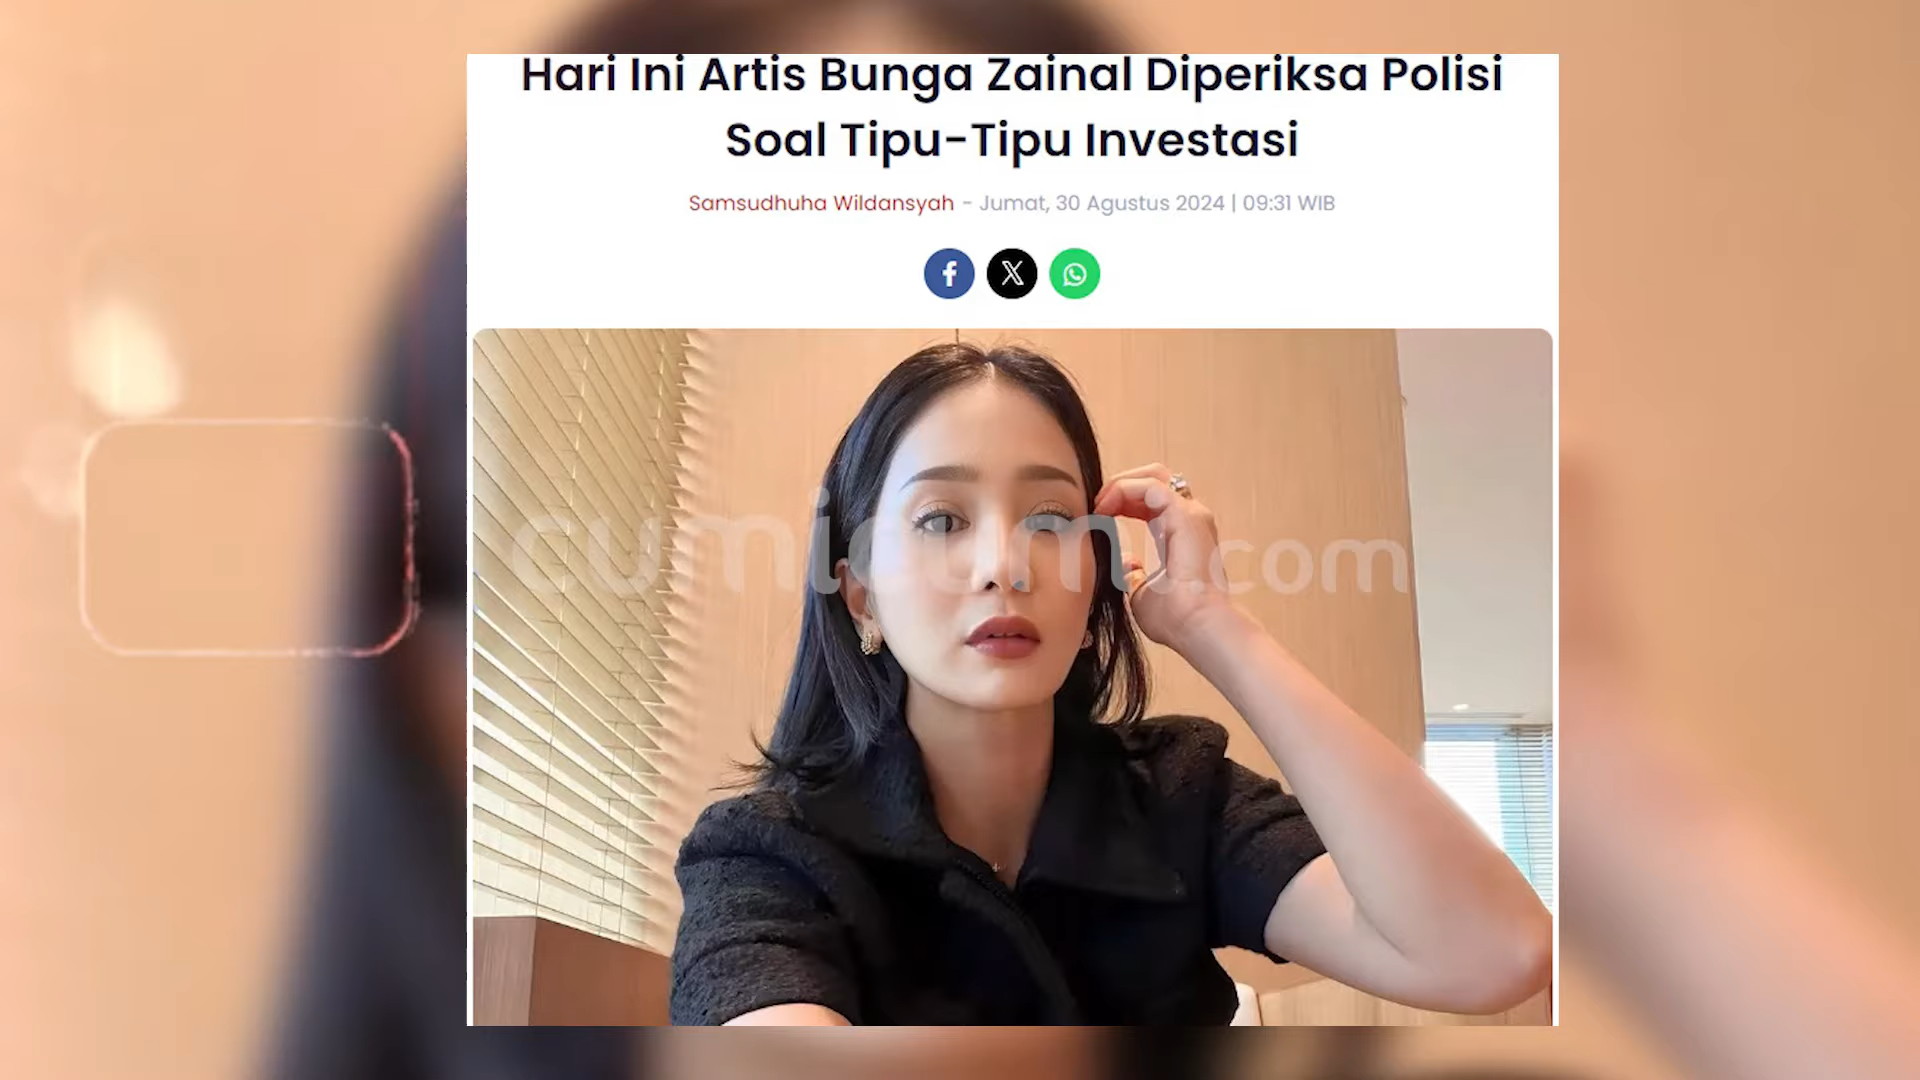 Hari Ini Artis Bunga Zainal Diperiksa Polisi
Soal Tipu-Tipu Investasi
Samsudhuha Wildansyah - Jumat, 30 Agustus 2024 | 09:31 WIB
cumicumi.com